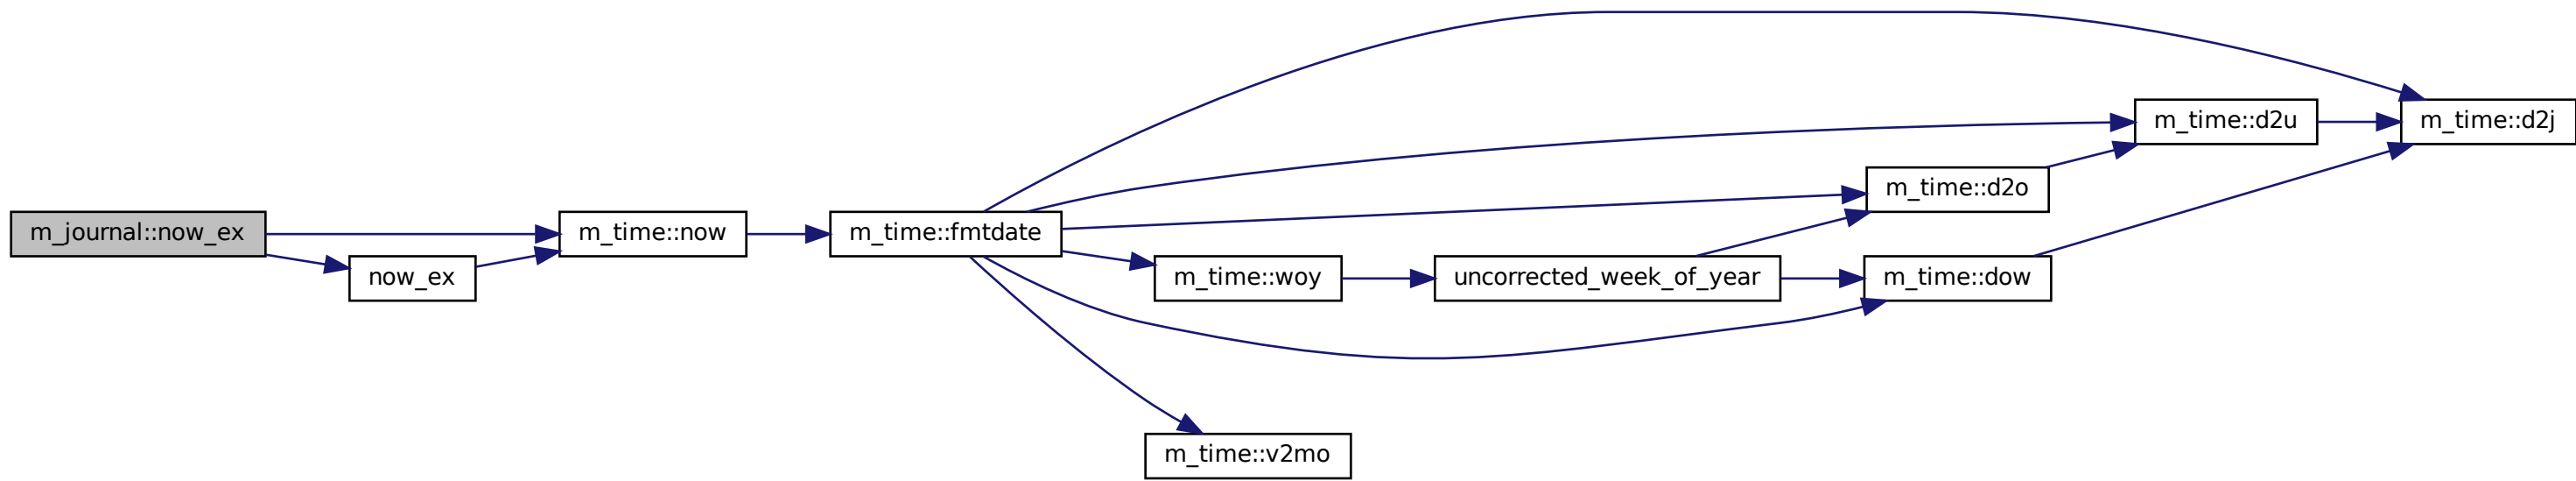 m_journal::now_ex
now_ex
m_time::now
m_time::fmtdate
m_time::woy
m_time::v2mo
uncorrected_week_of_year
m_time::d2o
m_time::dow
m_time::d2u
m_time::d2j